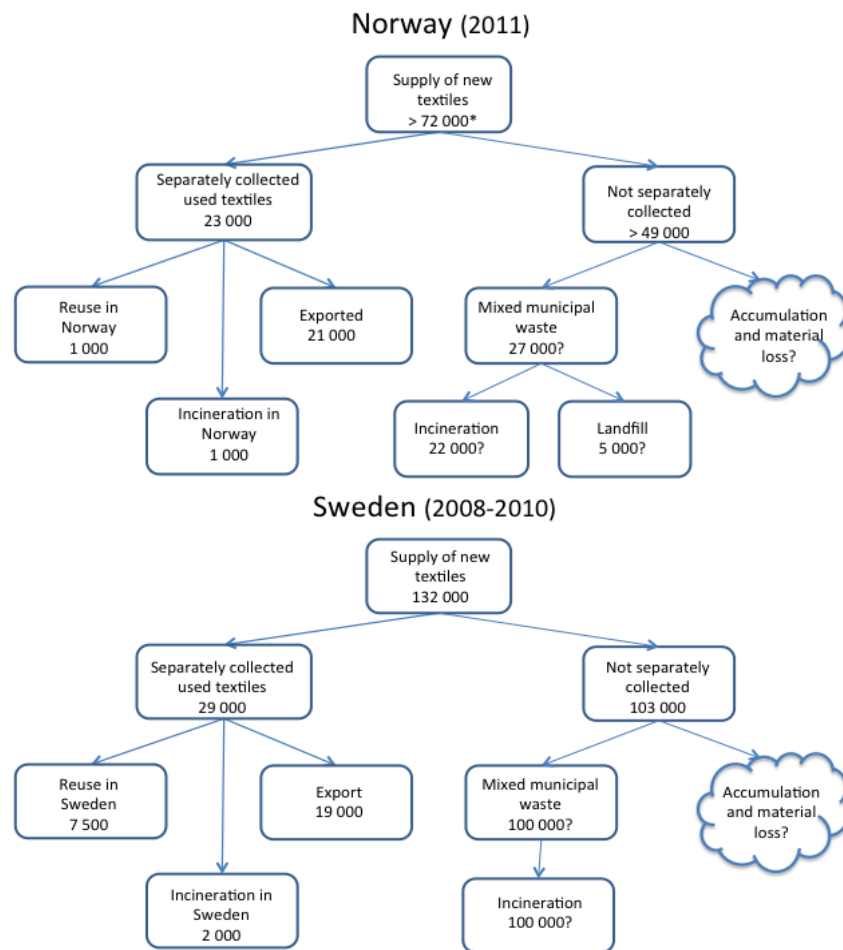 Norway (2011)
Supply of new
textiles
> 72 000*
Separately collected
used textiles
23 000
Not separately
collected
> 49 000
Reuse in
Norway
1 000
Exported
21 000
Mixed municipal
waste
27 000?
Accumulation
and material
loss?
Incineration in
Norway
1 000
Incineration
22 000?
Landfill
5 000?
Sweden (2008-2010)
Supply of new
textiles
132 000
Separately collected
used textiles
29 000
Not separately
collected
103 000
Reuse in
Sweden
7 500
Export
19 000
Mixed municipal
waste
100 000?
Accumulation
and material
loss?
Incineration in
Sweden
2 000
Incineration
100 000?